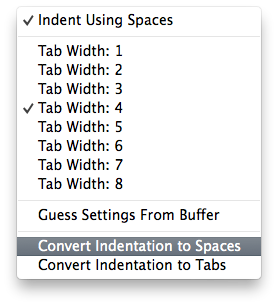 Indent Using Spaces
Tab Width: 1
Tab Width: 2
Tab Width: 3
Tab Width: 4
Tab Width: 5
Tab Width: 6
Tab Width: 7
Tab Width: 8
Guess Settings From Buffer
Convert Indentation to Spaces
Convert Indentation to Tabs